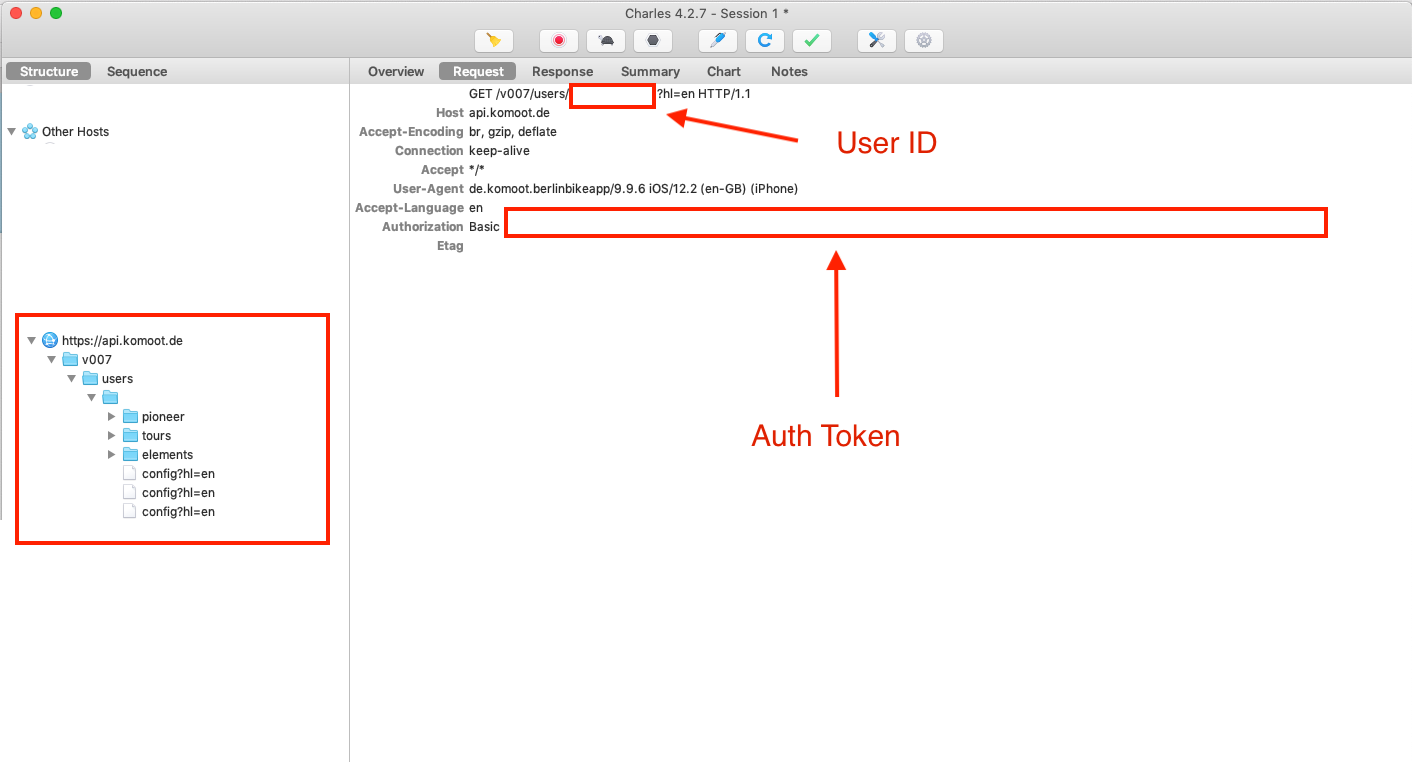 Charles 4.2.7 - Session 1 *
Structure
Sequence
Overview
Request
Response
Summary
Chart
Notes
Other Hosts
https://api.komoot.de
v007
users
pioneer
tours
elements
config?hl=en
config?hl=en
config?hl=en
GET /v007/users/ ?hl=en HTTP/1.1
Host api.komoot.de
Accept-Encoding br, gzip, deflate
Connection keep-alive
Accept */*
User-Agent de.komoot.berlinbikeapp/9.9.6 iOS/12.2 (en-GB) (iPhone)
Accept-Language en
Authorization Basic
Etag
User ID
Auth Token